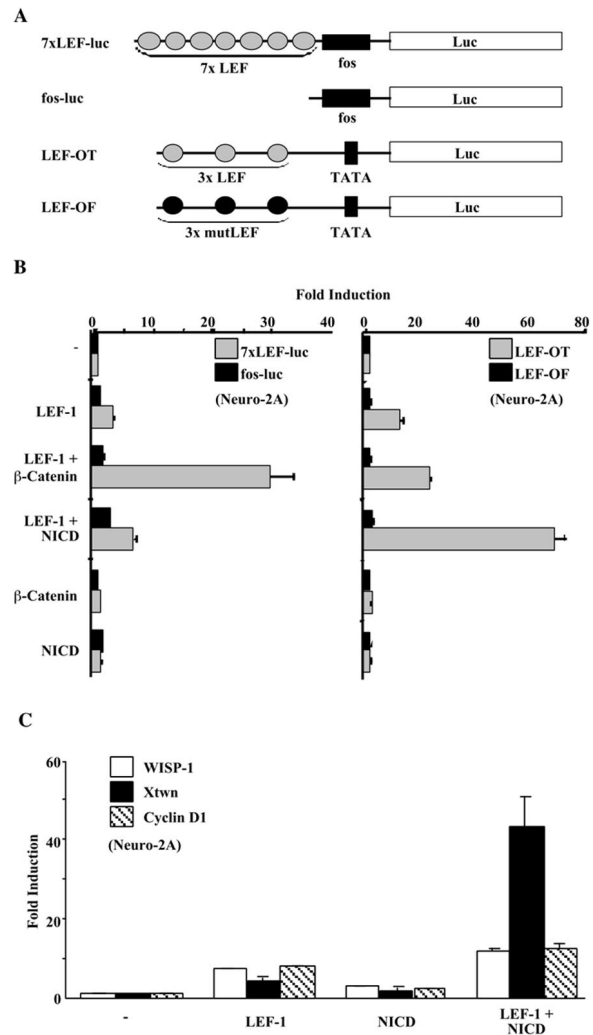 A
7xLEF-luc
Luc
7x LEF
fos
fos-luc
Luc
fos
LEF-OT
Luc
3x LEF
TATA
LEF-OF
Luc
3x mutLEF
TATA
B
Fold Induction
0 10 20 30 40
0 20 40 60 80
-
7xLEF-luc
fos-luc
(Neuro-2A)
LEF-OT
LEF-OF
(Neuro-2A)
LEF-1
LEF-1 +
β-Catenin
LEF-1 +
NICD
β-Catenin
NICD
C
Fold Induction
60
40
20
0
WISP-1
Xtwn
Cyclin D1
(Neuro-2A)
-
LEF-1
NICD
LEF-1 +
NICD